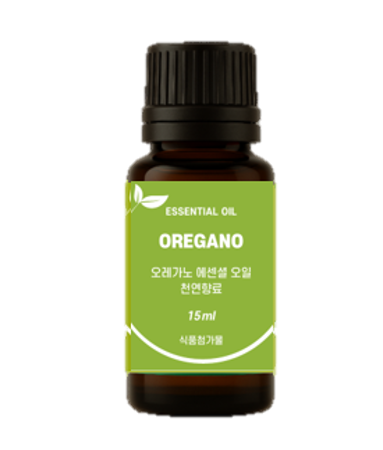 ESSENTIAL OIL
OREGANO
오레가노 에센셜 오일
천연향료
15ml
식품첨가물